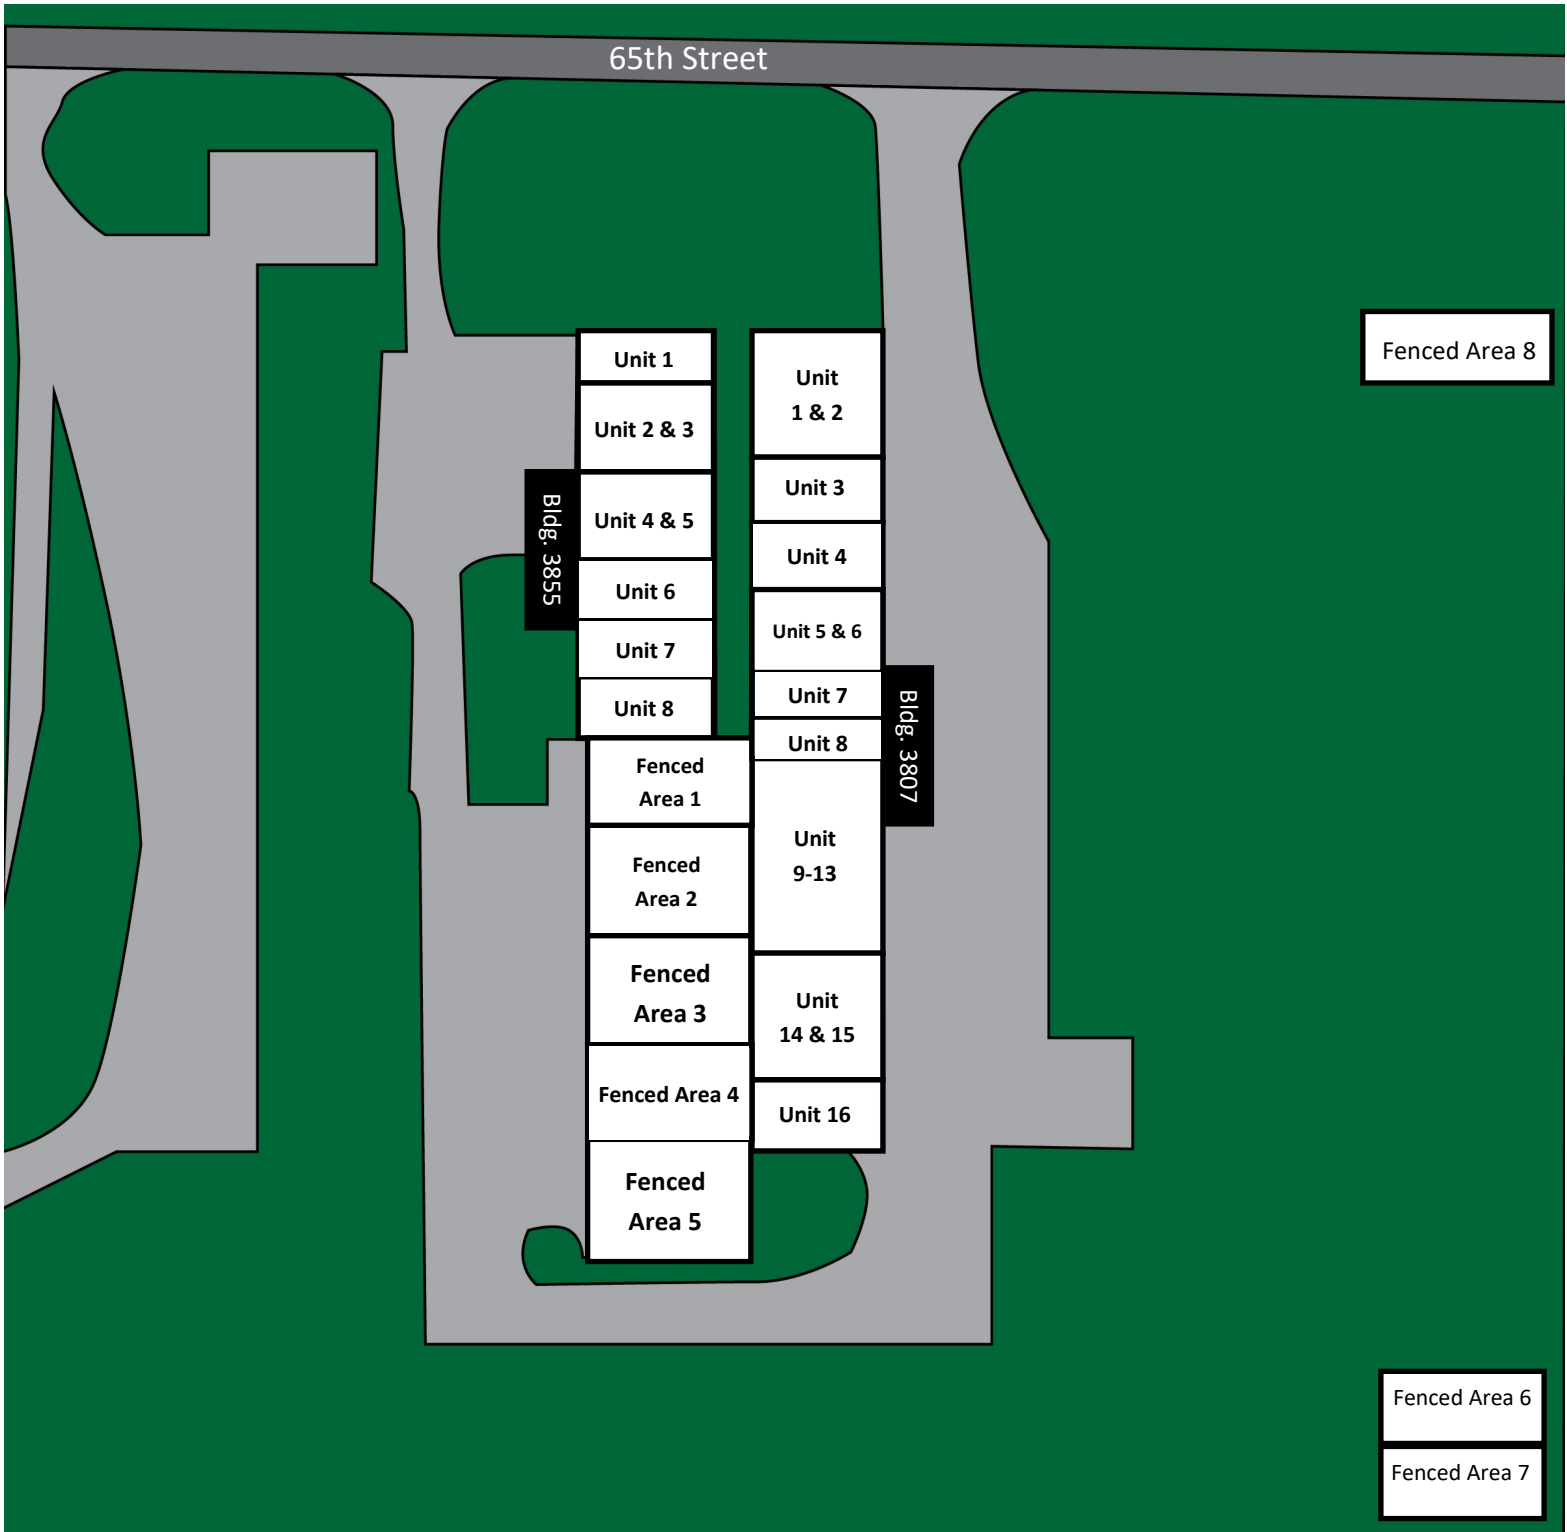 65th Street
Fenced Area 8
Unit 1
Unit 2 & 3
Unit 4 & 5
Unit 6
Unit 7
Unit 8
Bldg. 3855
Unit
1 & 2
Unit 3
Unit 4
Unit 5 & 6
Unit 7
Unit 8
Unit
9-13
Unit
14 & 15
Unit 16
Bldg. 3807
Fenced
Area 1
Fenced
Area 2
Fenced
Area 3
Fenced Area 4
Fenced
Area 5
Fenced Area 6
Fenced Area 7